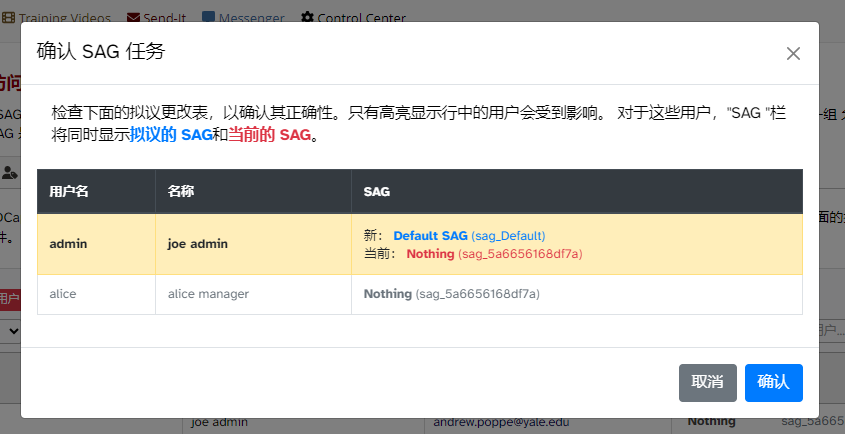 Training Videos Send-It Messenger Control Center
确认 SAG 任务
检查下面的拟议更改表，以确认其正确性。只有高亮显示行中的用户会受到影响。 对于这些用户，"SAG "栏
将同时显示拟议的 SAG和当前的 SAG。
用户名 名称 SAG
admin joe admin 新： Default SAG (sag_Default)
当前： Nothing (sag_5a6656168df7a)
alice alice manager Nothing (sag_5a6656168df7a)
取消 确认
joe admin andrew.poppe@yale.edu Nothing sag_5a665